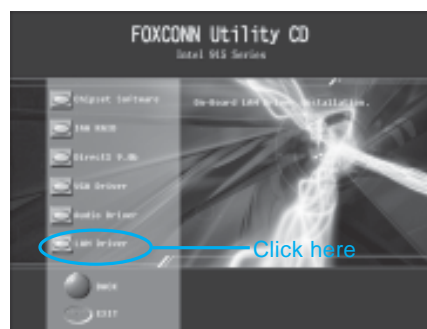 FOXCONN Utility CD
Intel 915 Series
Chipset Software
On-Board LAN Driver Installation.
IAA RAID
DirectX 9.0b
VGA Driver
Audio Driver
LAN Driver
Click here
BACK
EXIT